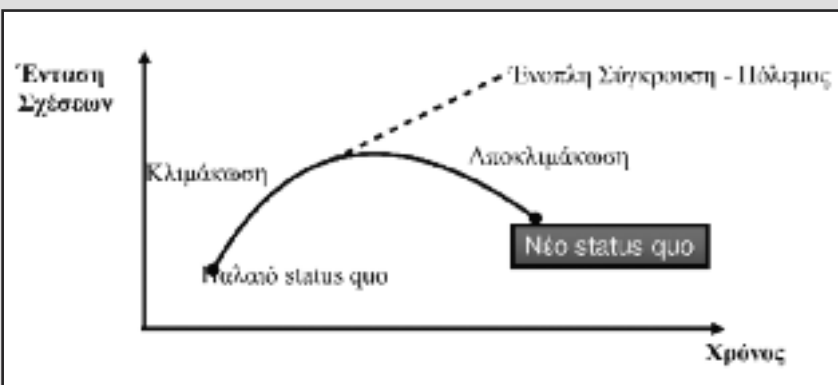 Ένταση
Σχέσεων
Ένοπλη Σύγκρουση - Πόλεμος
Κλιμάκωση
Αποκλιμάκωση
Νέο status quo
Παλαιό status quo
Χρόνος